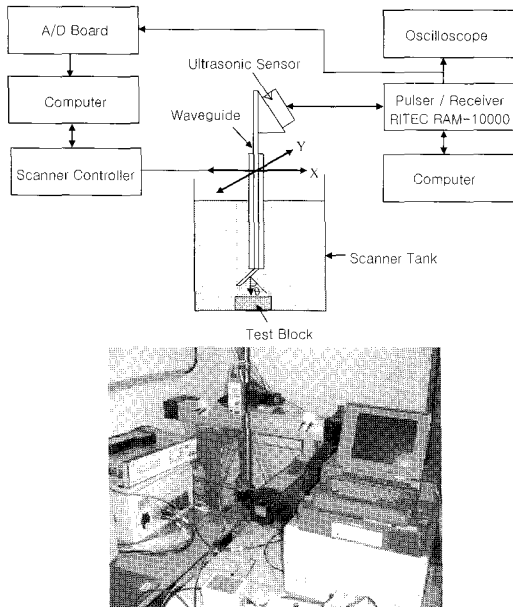 A/D Board
Oscilloscope
Ultrasonic Sensor
Computer
Waveguide
Pulser / Receiver
RITEC RAM-10000
Y
Scanner Controller
X
Computer
Scanner Tank
θ
Test Block